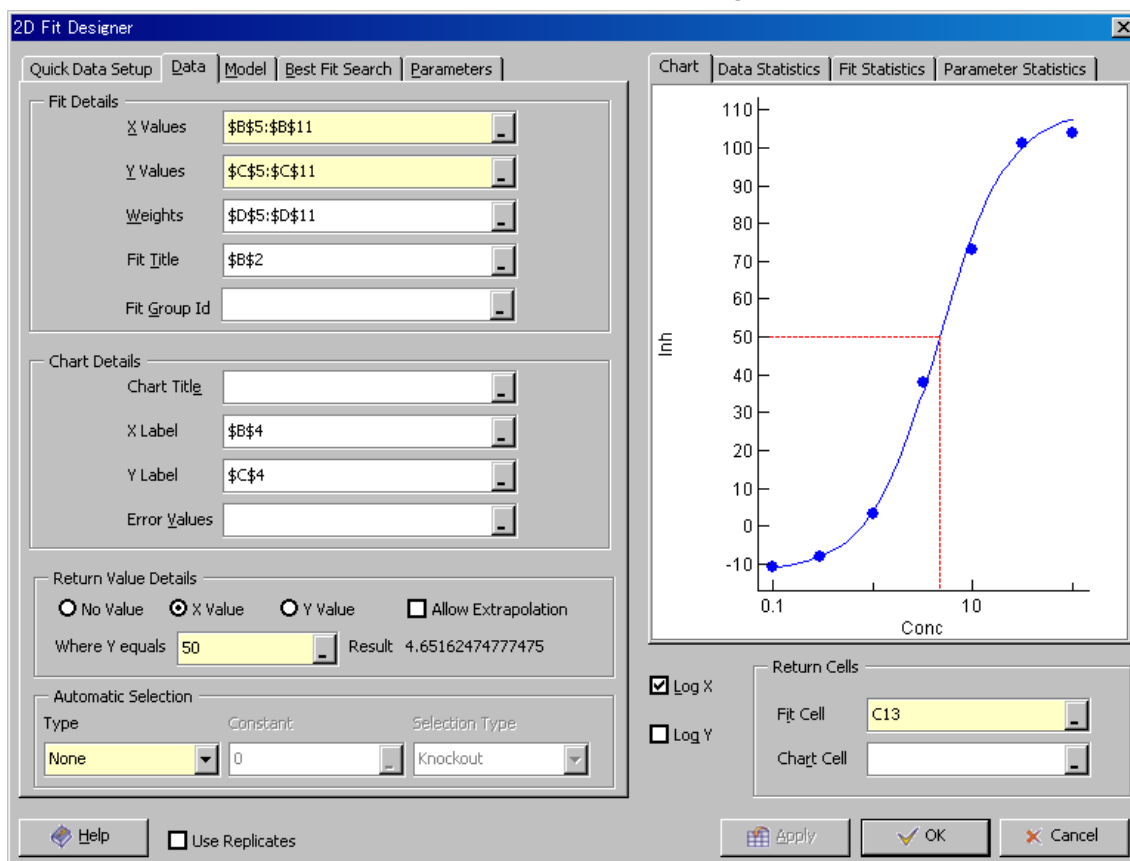 2D Fit Designer
Quick Data Setup Data Model Best Fit Search Parameters
Fit Details
X Values $B$5:$B$11
Y Values $C$5:$C$11
Weights $D$5:$D$11
Fit Title $B$2
Fit Group Id
Chart Details
Chart Title
X Label $B$4
Y Label $C$4
Error Values
Return Value Details
No Value X Value Y Value Allow Extrapolation
Where Y equals 50 Result 4.65162474777475
Automatic Selection
Type Constant Selection Type
None 0 Knockout
Chart Data Statistics Fit Statistics Parameter Statistics
110
100
90
80
70
60
50
40
30
20
10
0
-10
Inh
0.1 10
Conc
Log X
Log Y
Return Cells
Fit Cell C13
Chart Cell
Help Use Replicates Apply OK Cancel